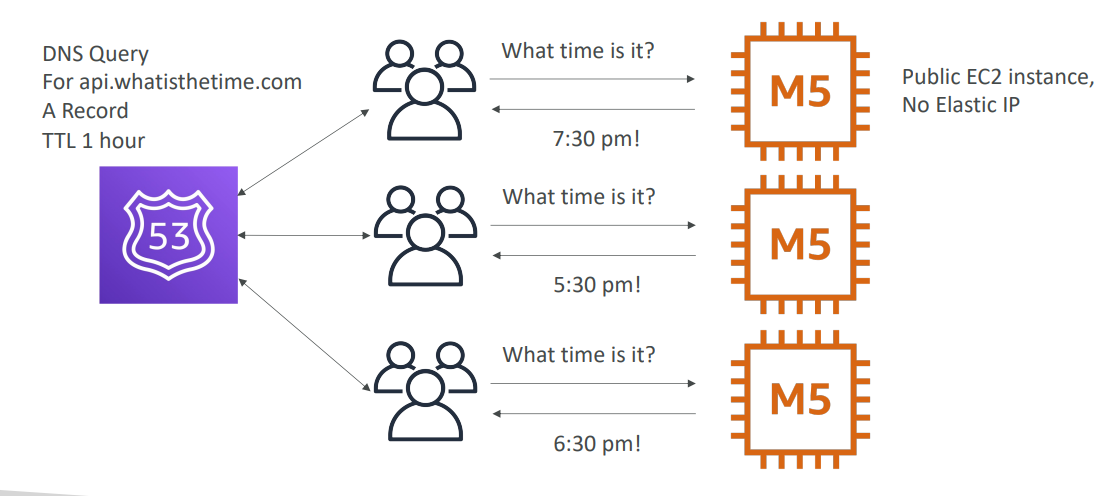 DNS Query
For api.whatisthetime.com
A Record
TTL 1 hour
53
What time is it?
7:30 pm!
M5
Public EC2 instance,
No Elastic IP
What time is it?
5:30 pm!
M5
What time is it?
6:30 pm!
M5